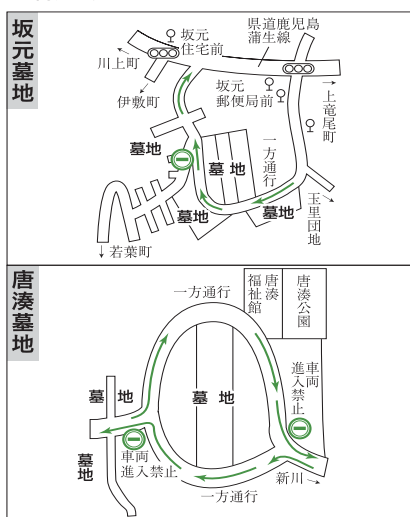 坂元墓地
坂元
住宅前
県道鹿児島
蒲生線
川上町
伊敷町
坂元
郵便局前
上竜尾町
一方通行
墓地
墓地
墓地
墓地
玉里団地
若葉町
唐湊墓地
一方通行
唐湊
福祉館
唐湊公園
車両
進入禁止
墓地
墓地
墓地
車両
進入禁止
新川
一方通行